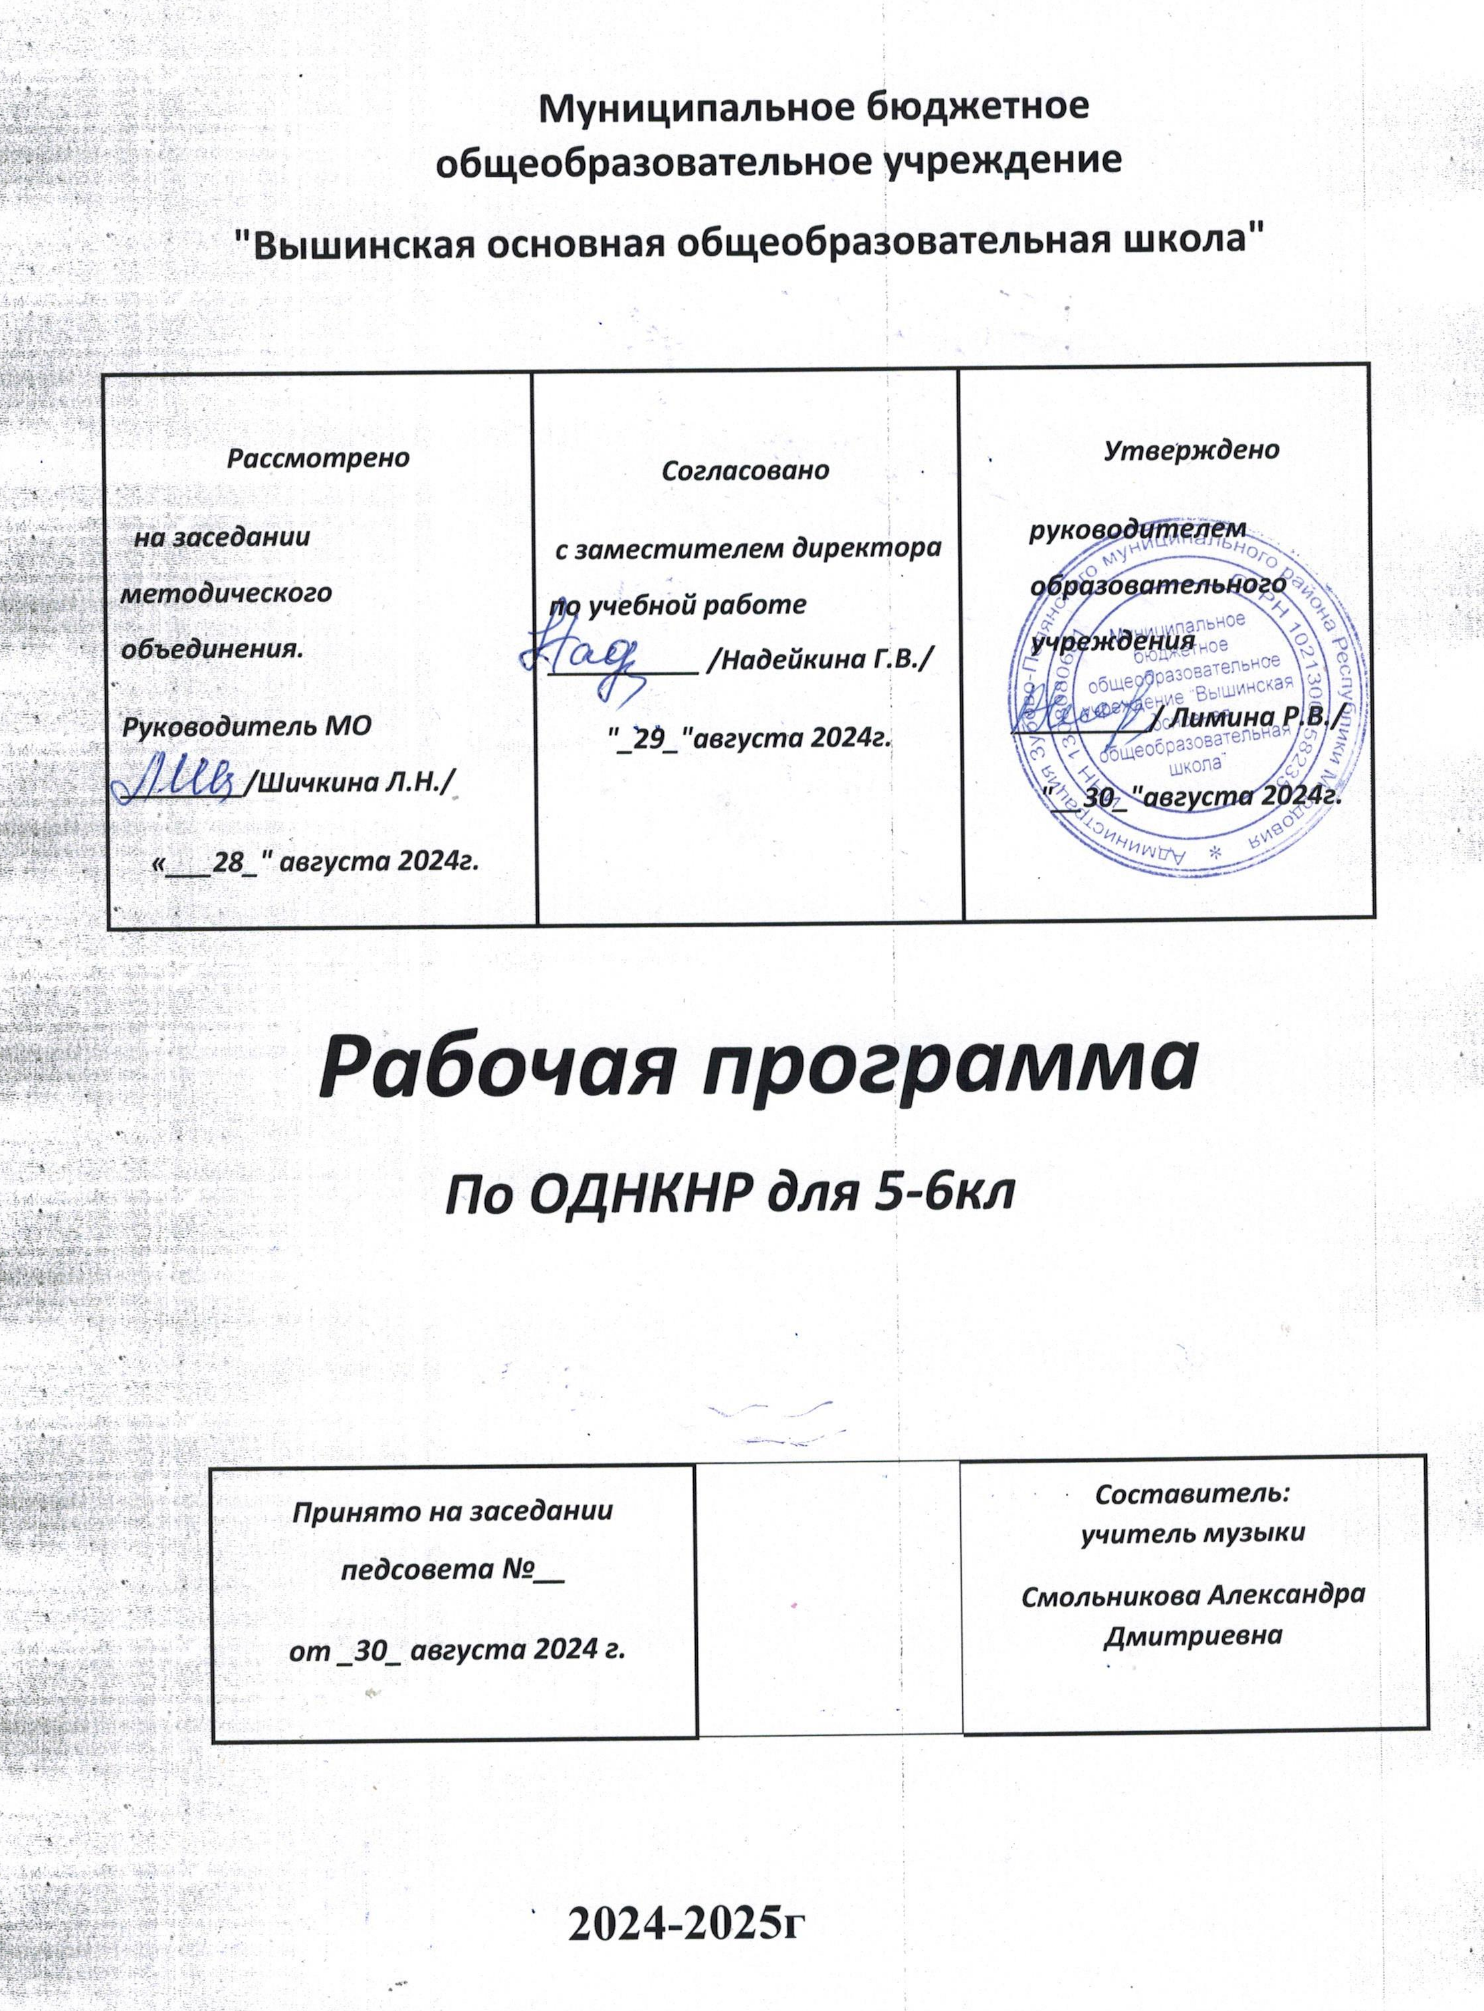 Муниципальное бюджетное
общеобразовательное учреждение
"Вышинская основная общеобразовательная школа"
Рассмотрено
на заседании
методического
объединения.
Руководитель МО
/Шичкина Л.Н./
«___28_" августа 2024г.
Согласовано
с заместителем директора
по учебной работе
/Надейкина Г.В./
"_29_"августа 2024г.
Утверждено
руководителем
образовательного
учреждения
/ Лимина Р.В./
"__30_"августа 2024г.
Муниципальное
бюджетное
общеобразовательное
учреждение "Вышинская
основная
общеобразовательная
школа"
Рабочая программа
По ОДНКНР для 5-6кл
Принято на заседании
педсовета №__
от _30_ августа 2024 г.
Составитель:
учитель музыки
Смольникова Александра
Дмитриевна
2024-2025г